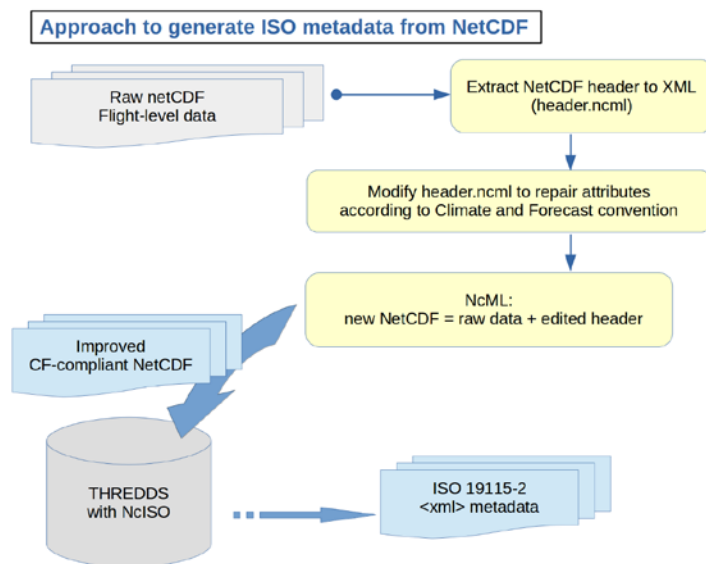 Approach to generate ISO metadata from NetCDF
Raw netCDF
Flight-level data
Extract NetCDF header to XML
(header.ncml)
Modify header.ncml to repair attributes
according to Climate and Forecast convention
NcML:
new NetCDF = raw data + edited header
Improved
CF-compliant NetCDF
THREDDS
with NcISO
ISO 19115-2
<xml> metadata